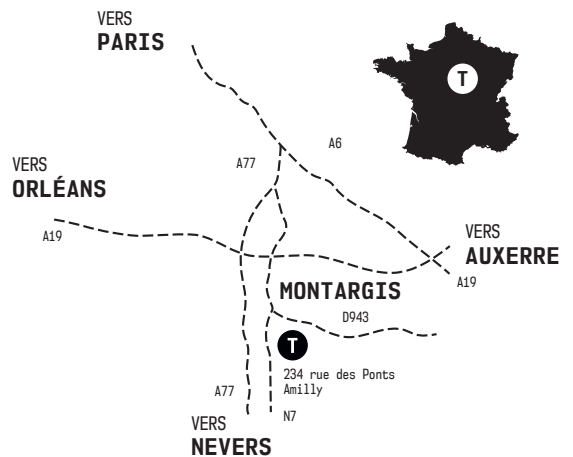 VERS
PARIS
T
A6
A77
VERS
ORLÉANS
A19
VERS
AUXERRE
A19
MONTARGIS
D943
T
234 rue des Ponts
Amilly
A77
N7
VERS
NEVERS